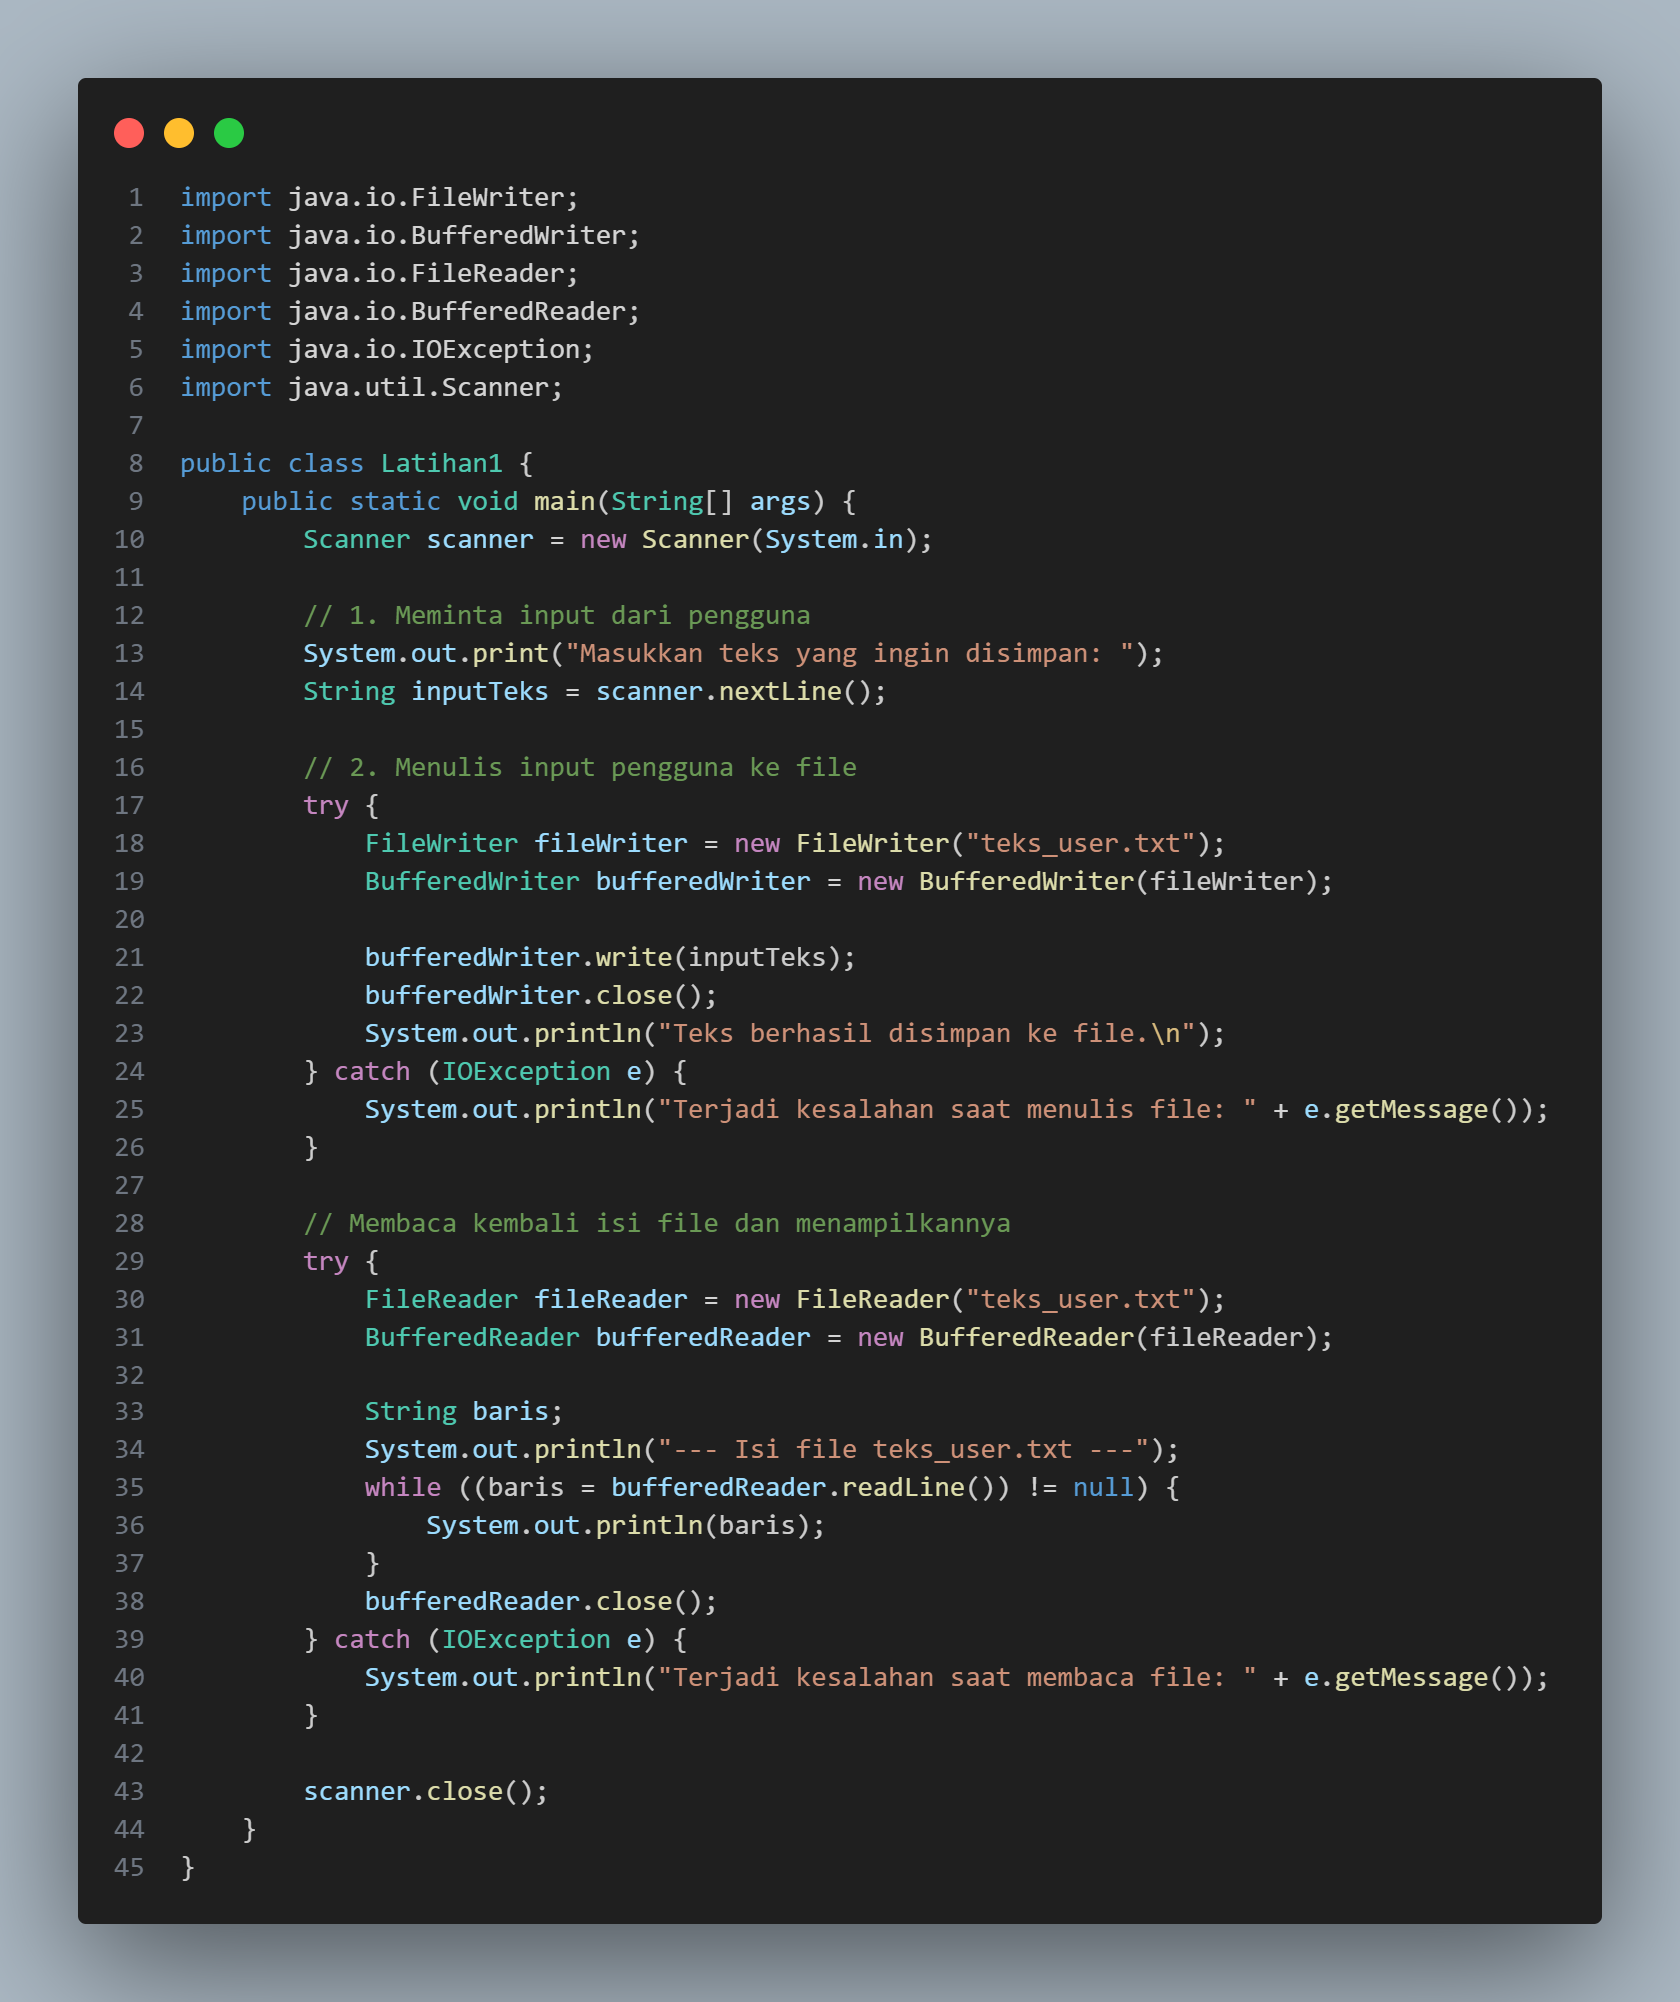 1 import java.io.FileWriter;
2 import java.io.BufferedWriter;
3 import java.io.FileReader;
4 import java.io.BufferedReader;
5 import java.io.IOException;
6 import java.util.Scanner;
7
8 public class Latihan1 {
9     public static void main(String[] args) {
10         Scanner scanner = new Scanner(System.in);
11
12         // 1. Meminta input dari pengguna
13         System.out.print("Masukkan teks yang ingin disimpan: ");
14         String inputTeks = scanner.nextLine();
15
16         // 2. Menulis input pengguna ke file
17         try {
18             FileWriter fileWriter = new FileWriter("teks_user.txt");
19             BufferedWriter bufferedWriter = new BufferedWriter(fileWriter);
20
21             bufferedWriter.write(inputTeks);
22             bufferedWriter.close();
23             System.out.println("Teks berhasil disimpan ke file.\n");
24         } catch (IOException e) {
25             System.out.println("Terjadi kesalahan saat menulis file: " + e.getMessage());
26         }
27
28         // Membaca kembali isi file dan menampilkannya
29         try {
30             FileReader fileReader = new FileReader("teks_user.txt");
31             BufferedReader bufferedReader = new BufferedReader(fileReader);
32
33             String baris;
34             System.out.println("--- Isi file teks_user.txt ---");
35             while ((baris = bufferedReader.readLine()) != null) {
36                 System.out.println(baris);
37             }
38             bufferedReader.close();
39         } catch (IOException e) {
40             System.out.println("Terjadi kesalahan saat membaca file: " + e.getMessage());
41         }
42
43         scanner.close();
44     }
45 }